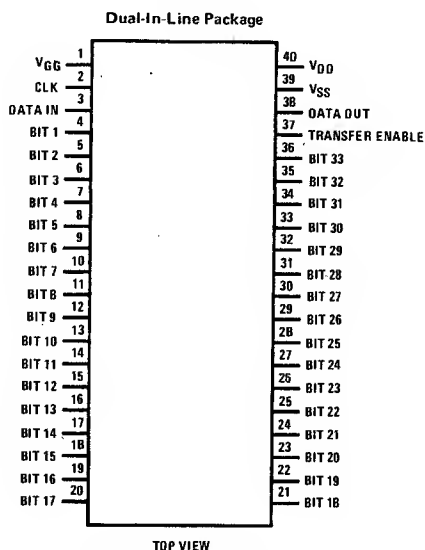 Dual-In-Line Package
VGG 1
CLK 2
DATA IN 3
BIT 1 4
BIT 2 5
BIT 3 6
BIT 4 7
BIT 5 8
BIT 6 9
BIT 7 10
BIT 8 11
BIT 9 12
BIT 10 13
BIT 11 14
BIT 12 15
BIT 13 16
BIT 14 17
BIT 15 18
BIT 16 19
BIT 17 20
40 VDD
39 VSS
38 DATA OUT
37 TRANSFER ENABLE
36 BIT 33
35 BIT 32
34 BIT 31
33 BIT 30
32 BIT 29
31 BIT 28
30 BIT 27
29 BIT 26
28 BIT 25
27 BIT 24
26 BIT 23
25 BIT 22
24 BIT 21
23 BIT 20
22 BIT 19
21 BIT 18
TOP VIEW